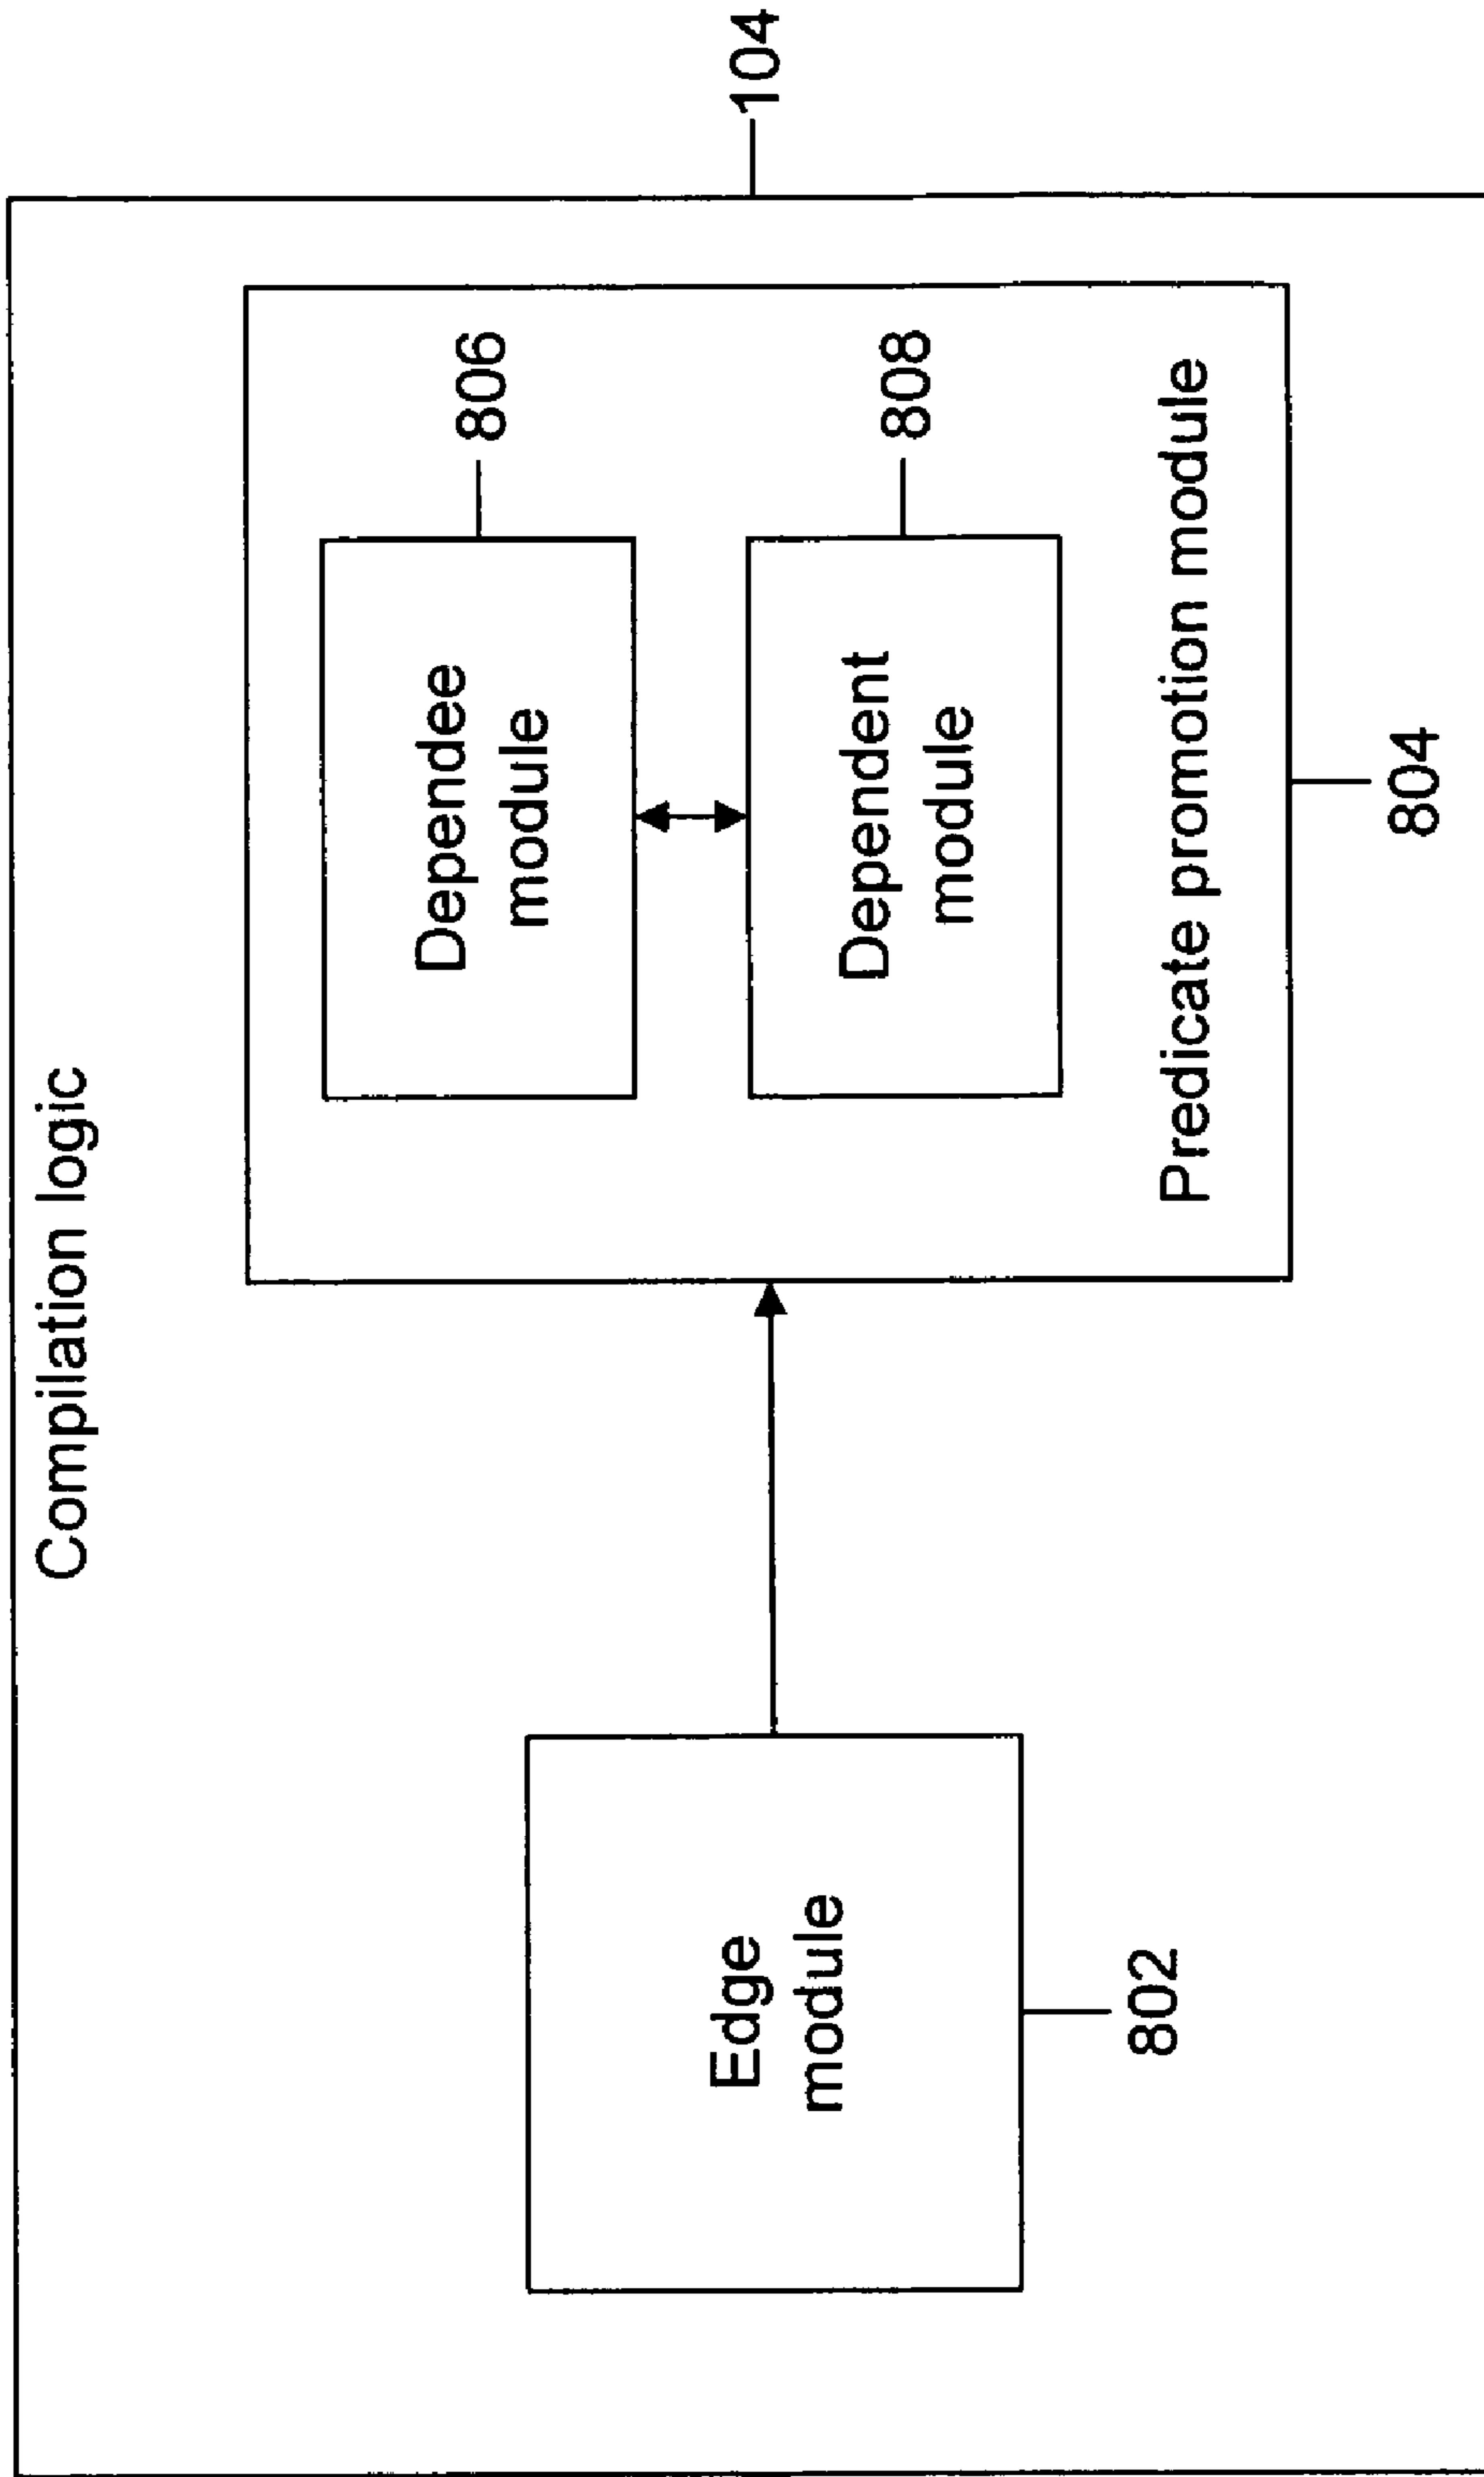 Compilation logic
104
Dependee
module
806
Dependent
module
808
Predicate promotion module
804
Edge
module
802